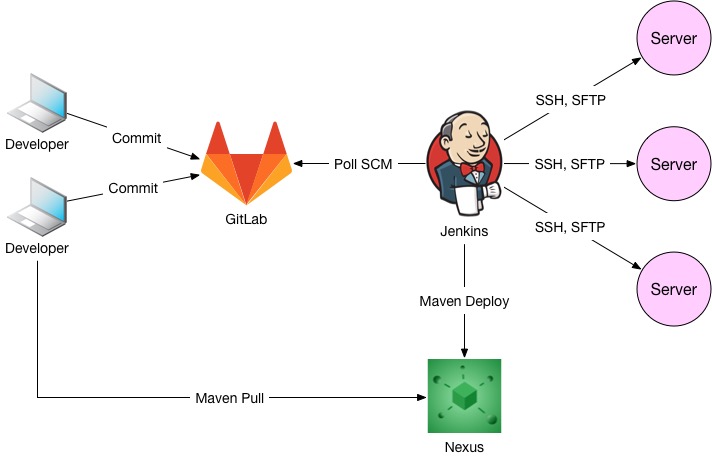 Server
SSH, SFTP
Developer
Commit
Poll SCM
SSH, SFTP
Server
Commit
GitLab
Jenkins
SSH, SFTP
Developer
Server
Maven Deploy
Maven Pull
Nexus